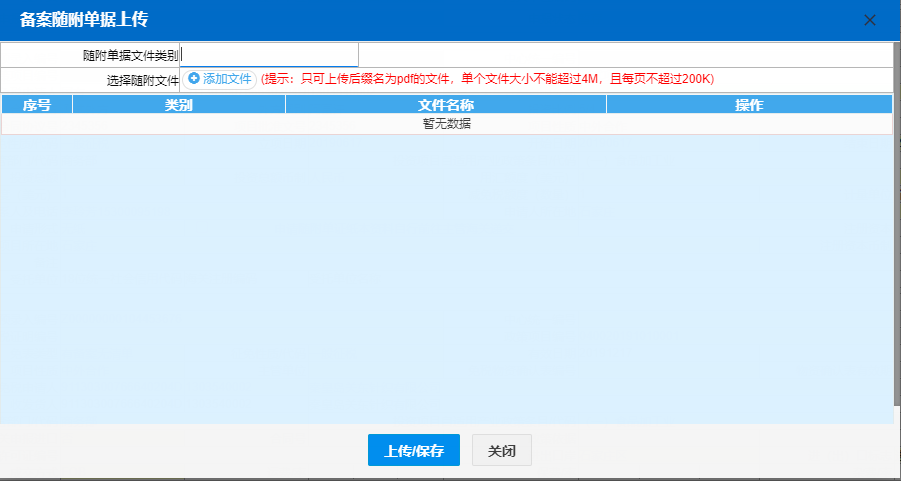 备案随附单据上传
随附单据文件类别
选择随附文件 添加文件 (提示：只可上传后缀名为pdf的文件，单个文件大小不能超过4M，且每页不超过200K)
序号 类别 文件名称 操作
暂无数据
上传/保存 关闭